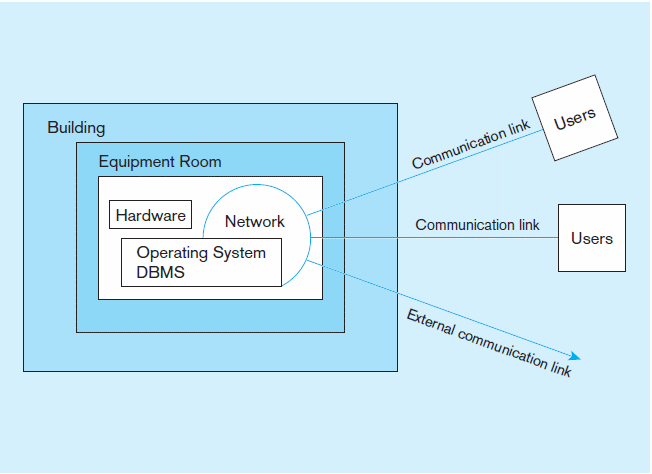 Building
Equipment Room
Hardware
Network
Operating System
DBMS
Communication link
Users
Communication link
Users
External communication link